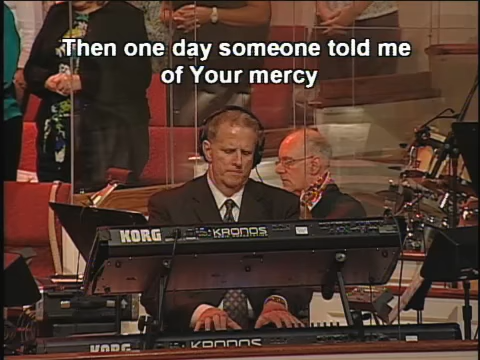 Then one day someone told me
of Your mercy
KORG KRONOS
KORG KRONOS